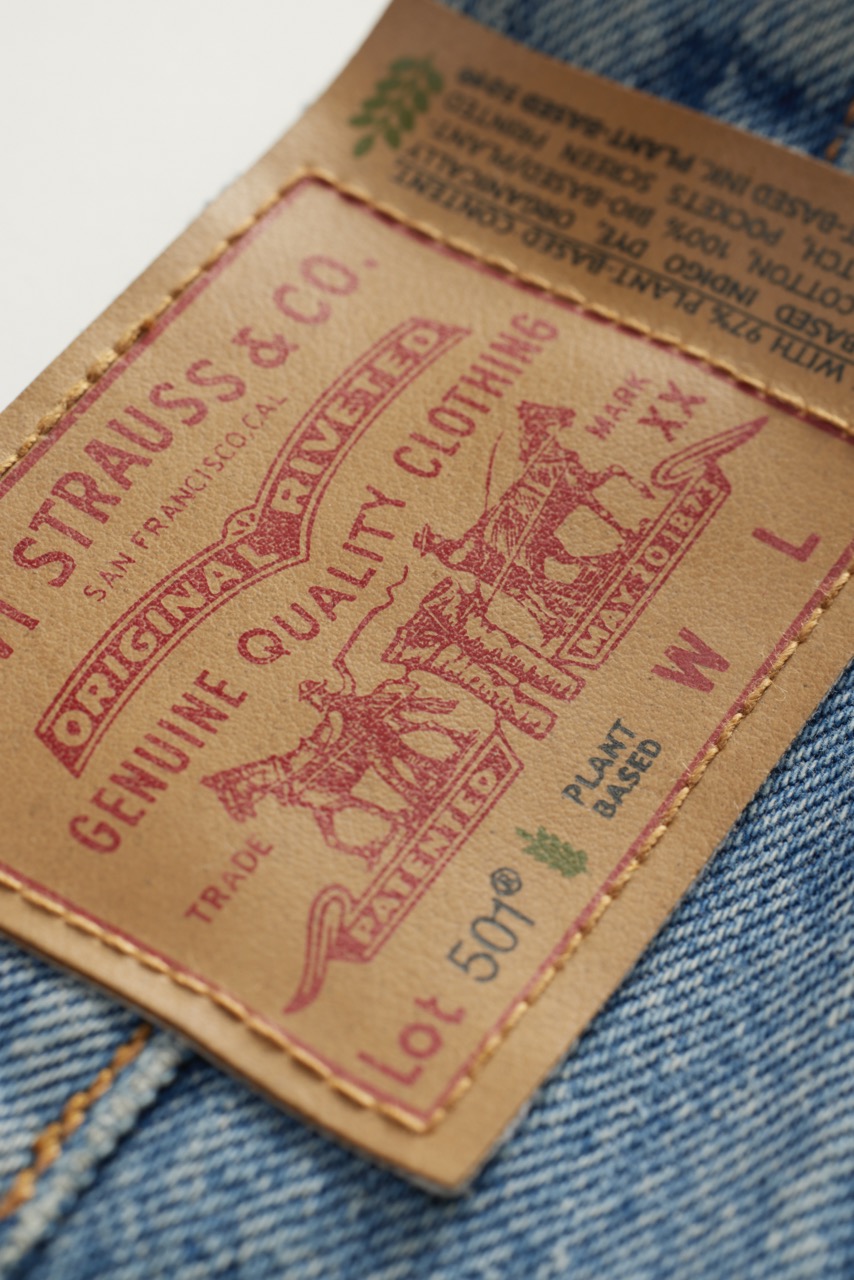 STRAUSS & CO.
SAN FRANCISCO, CAL
ORIGINAL RIVETED
GENUINE QUALITY CLOTHING
TRADE MARK
XX
PATENTED
MAY 20 1873
Lot 501® PLANT
BASED
W L
WITH 97% PLANT-BASED CONTENT.
BASED INDIGO DYE, ORGANICALLY
COTTON, 100% BIO-BASED/PLANT-
POCKETS SCREEN PRINTED
BASED INK, PLANT-BASED